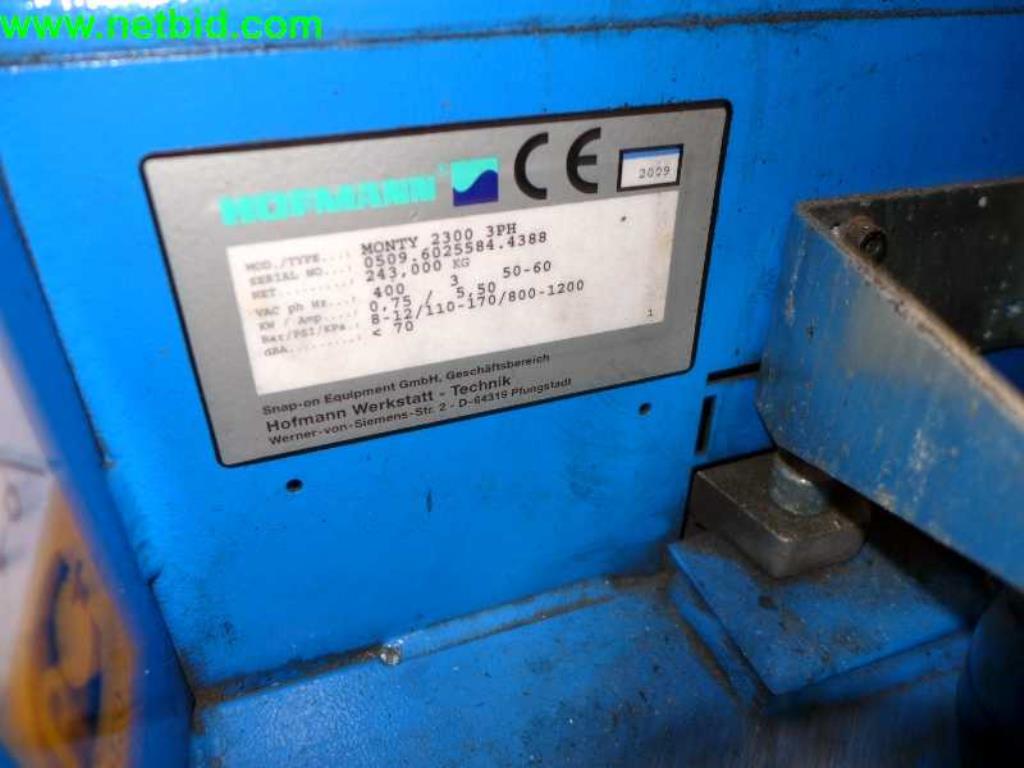 www.netbid.com
HOFMANN CE 2009
MOD./TYPE...: MONTY 2300 3PH
SERIAL NO...: 0509.6025584.4388
NET.........: 243,000 KG
VAC ph Hz...: 400 3 50-60
KW / Amp....: 0,75 / 5,50
Bar/PSI/KPa.: 8-12/110-170/800-1200
dBA.........: < 70 1
Snap-on Equipment GmbH, Geschäftsbereich
Hofmann Werkstatt - Technik
Werner-von-Siemens-Str. 2 - D-64319 Pfungstadt